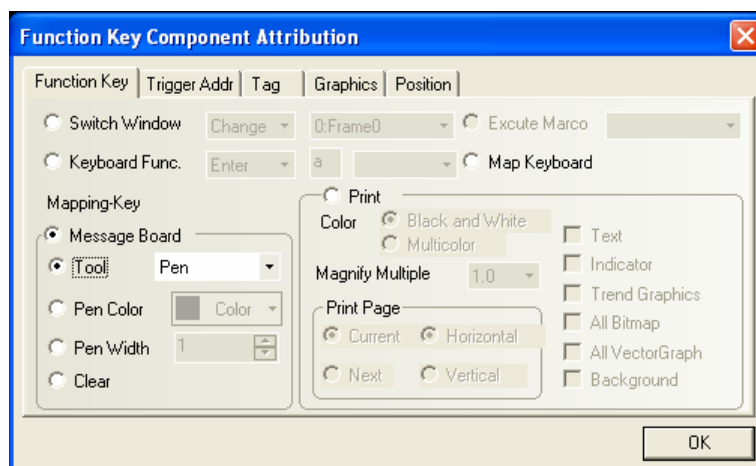 Function Key Component Attribution
Function Key Trigger Addr Tag Graphics Position
Switch Window Change 0:Frame0 Excute Marco
Keyboard Func. Enter a Map Keyboard
Mapping-Key
Print
Message Board
Color Black and White
Multicolor
Text
Tool Pen
Magnify Multiple 1.0
Indicator
Trend Graphics
Pen Color Color
Print Page
All Bitmap
Current Horizontal
Pen Width 1
All VectorGraph
Clear
Next Vertical
Background
OK